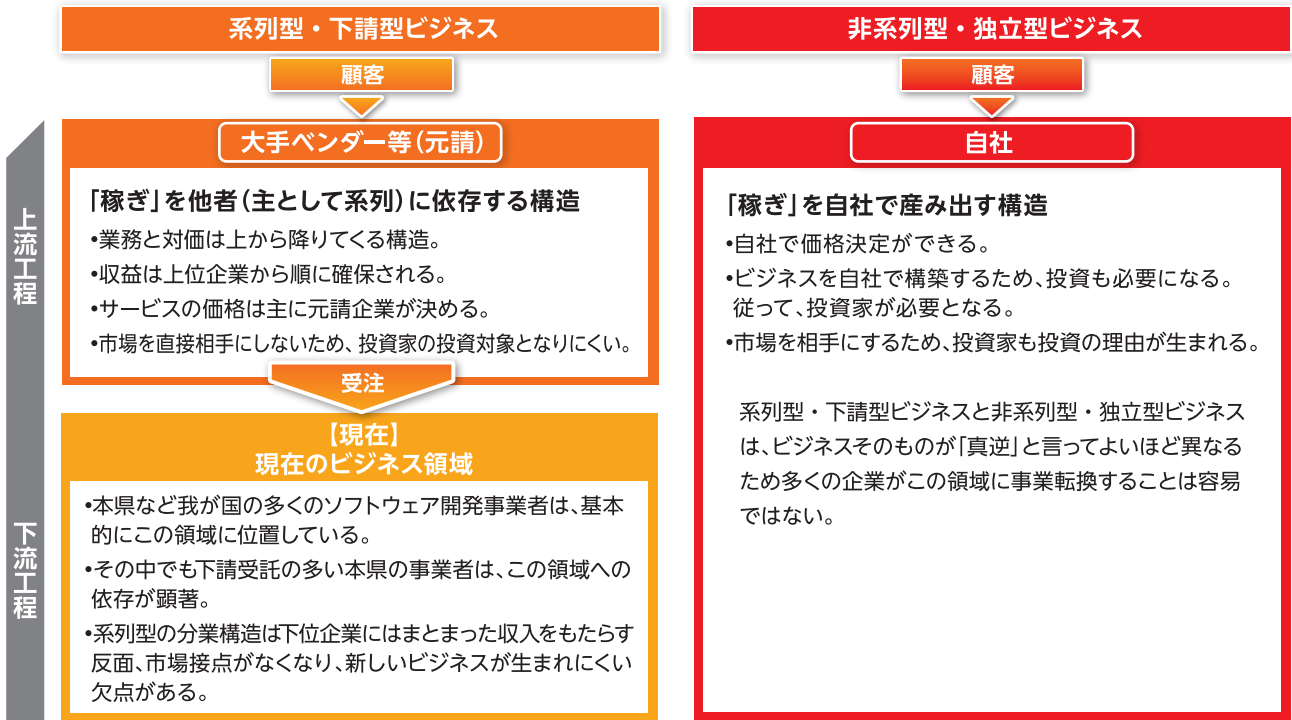 系列型・下請型ビジネス
顧客
大手ベンダー等(元請)
「稼ぎ」を他者(主として系列)に依存する構造
•業務と対価は上から降りてくる構造。
•収益は上位企業から順に確保される。
•サービスの価格は主に元請企業が決める。
•市場を直接相手にしないため、投資家の投資対象となりにくい。
受注
【現在】
現在のビジネス領域
•本県など我が国の多くのソフトウェア開発事業者は、基本
的にこの領域に位置している。
•その中でも下請受託の多い本県の事業者は、この領域への
依存が顕著。
•系列型の分業構造は下位企業にはまとまった収入をもたらす
反面、市場接点がなくなり、新しいビジネスが生まれにくい
欠点がある。
非系列型・独立型ビジネス
顧客
自社
「稼ぎ」を自社で産み出す構造
•自社で価格決定ができる。
•ビジネスを自社で構築するため、投資も必要になる。
従って、投資家が必要となる。
•市場を相手にするため、投資家も投資の理由が生まれる。
系列型・下請型ビジネスと非系列型・独立型ビジネス
は、ビジネスそのものが「真逆」と言ってよいほど異なる
ため多くの企業がこの領域に事業転換することは容易
ではない。
上流工程
下流工程